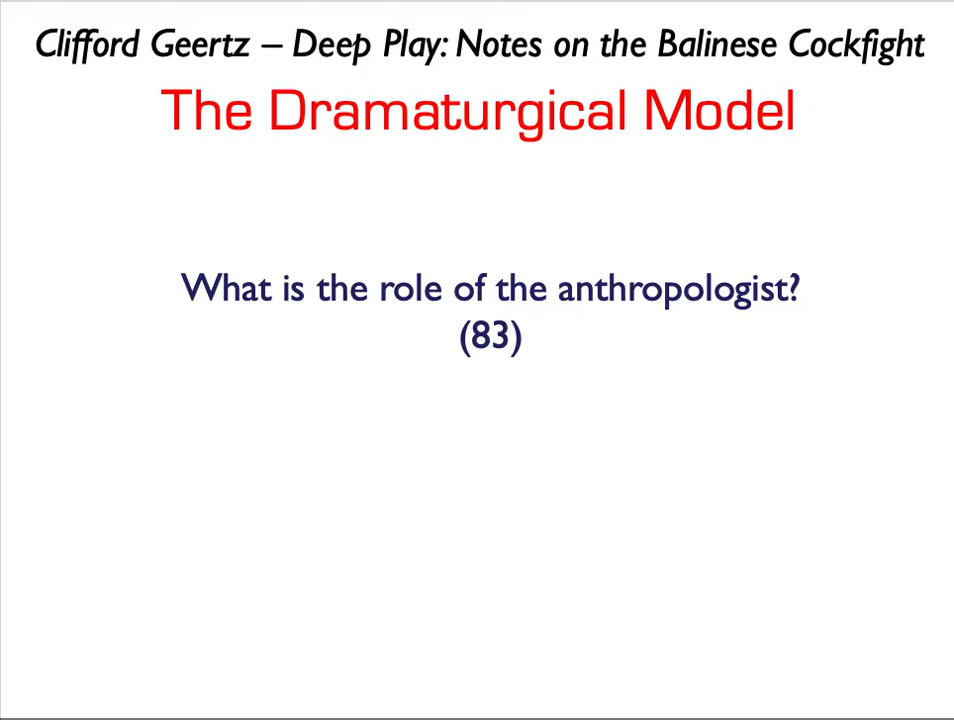 Clifford Geertz – Deep Play: Notes on the Balinese Cockfight
The Dramaturgical Model
What is the role of the anthropologist?
(83)